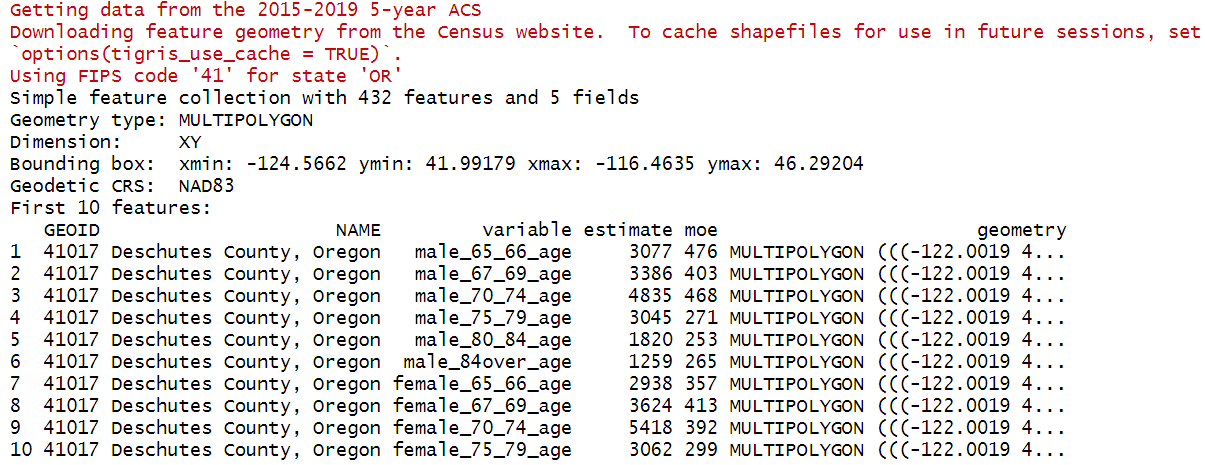 Getting data from the 2015-2019 5-year ACS
Downloading feature geometry from the Census website.  To cache shapefiles for use in future sessions, set
`options(tigris_use_cache = TRUE)`.
Using FIPS code '41' for state 'OR'
Simple feature collection with 432 features and 5 fields
Geometry type: MULTIPOLYGON
Dimension:     XY
Bounding box:  xmin: -124.5662 ymin: 41.99179 xmax: -116.4635 ymax: 46.29204
Geodetic CRS:  NAD83
First 10 features:
   GEOID                    NAME         variable estimate moe                       geometry
1  41017 Deschutes County, Oregon   male_65_66_age     3077 476 MULTIPOLYGON (((-122.0019 4...
2  41017 Deschutes County, Oregon   male_67_69_age     3386 403 MULTIPOLYGON (((-122.0019 4...
3  41017 Deschutes County, Oregon   male_70_74_age     4835 468 MULTIPOLYGON (((-122.0019 4...
4  41017 Deschutes County, Oregon   male_75_79_age     3045 271 MULTIPOLYGON (((-122.0019 4...
5  41017 Deschutes County, Oregon   male_80_84_age     1820 253 MULTIPOLYGON (((-122.0019 4...
6  41017 Deschutes County, Oregon  male_84over_age     1259 265 MULTIPOLYGON (((-122.0019 4...
7  41017 Deschutes County, Oregon female_65_66_age     2938 357 MULTIPOLYGON (((-122.0019 4...
8  41017 Deschutes County, Oregon female_67_69_age     3624 413 MULTIPOLYGON (((-122.0019 4...
9  41017 Deschutes County, Oregon female_70_74_age     5418 392 MULTIPOLYGON (((-122.0019 4...
10 41017 Deschutes County, Oregon female_75_79_age     3062 299 MULTIPOLYGON (((-122.0019 4...